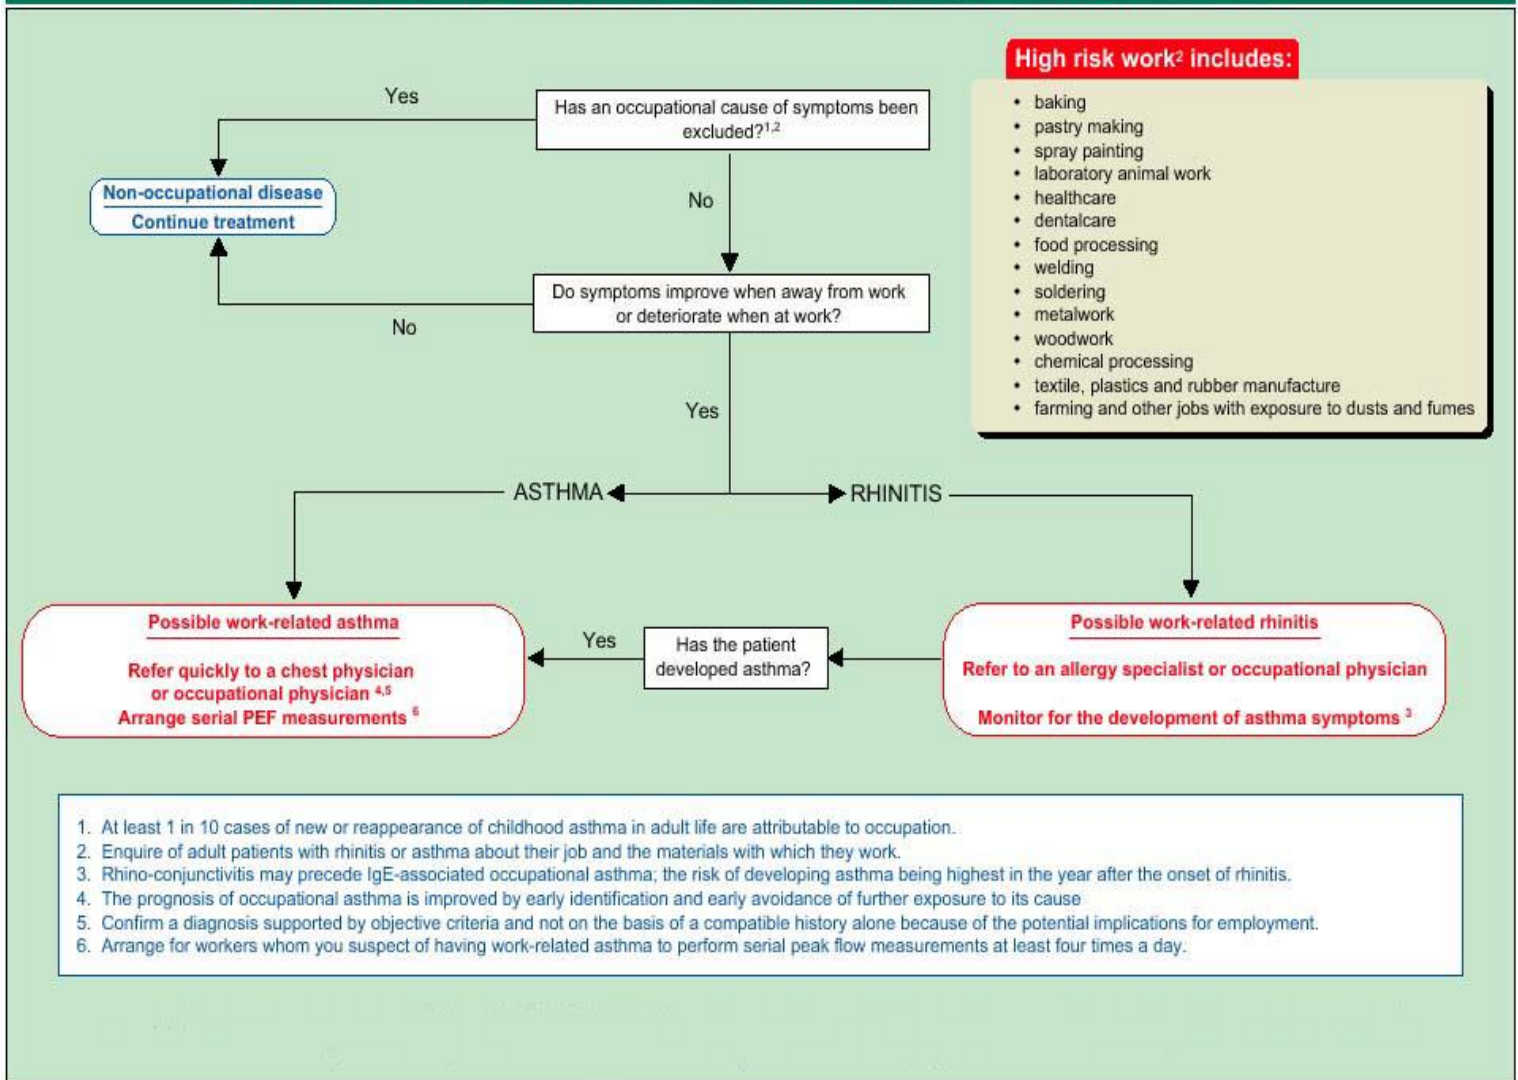 High risk work² includes:
• baking
• pastry making
• spray painting
• laboratory animal work
• healthcare
• dentalcare
• food processing
• welding
• soldering
• metalwork
• woodwork
• chemical processing
• textile, plastics and rubber manufacture
• farming and other jobs with exposure to dusts and fumes
Has an occupational cause of symptoms been
excluded?¹,²
Yes
Non-occupational disease
Continue treatment
No
Do symptoms improve when away from work
or deteriorate when at work?
No
Yes
ASTHMA
RHINITIS
Possible work-related asthma
Refer quickly to a chest physician
or occupational physician ⁴,⁵
Arrange serial PEF measurements ⁶
Yes
Has the patient
developed asthma?
Possible work-related rhinitis
Refer to an allergy specialist or occupational physician
Monitor for the development of asthma symptoms ³
1. At least 1 in 10 cases of new or reappearance of childhood asthma in adult life are attributable to occupation.
2. Enquire of adult patients with rhinitis or asthma about their job and the materials with which they work.
3. Rhino-conjunctivitis may precede IgE-associated occupational asthma; the risk of developing asthma being highest in the year after the onset of rhinitis.
4. The prognosis of occupational asthma is improved by early identification and early avoidance of further exposure to its cause
5. Confirm a diagnosis supported by objective criteria and not on the basis of a compatible history alone because of the potential implications for employment.
6. Arrange for workers whom you suspect of having work-related asthma to perform serial peak flow measurements at least four times a day.